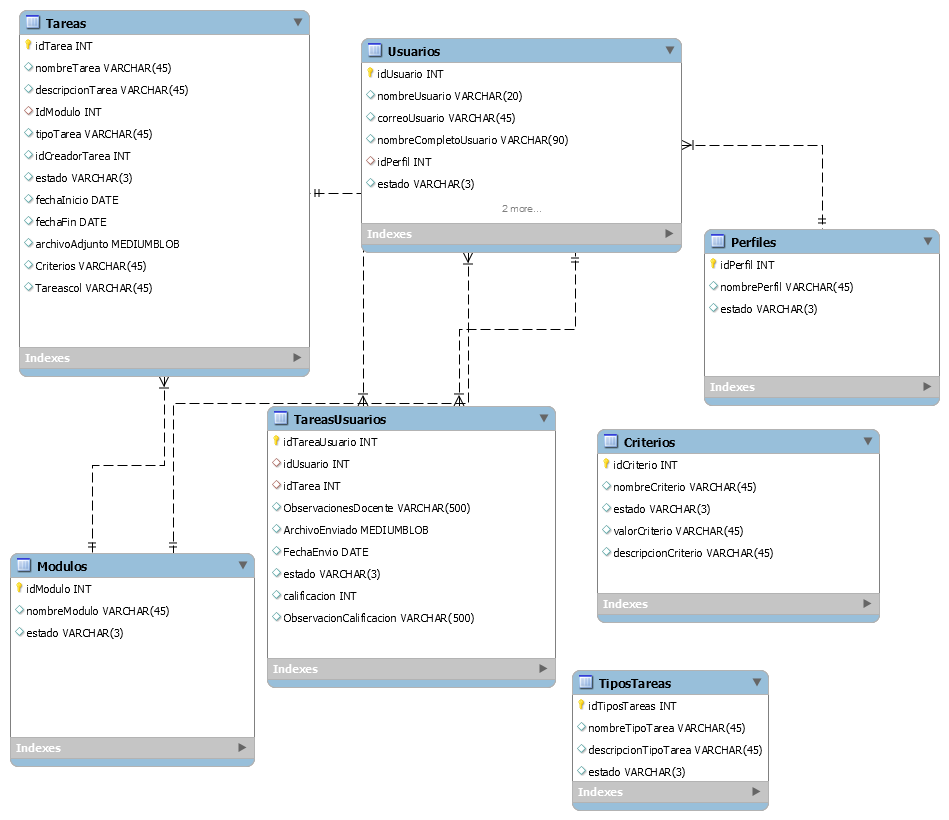 Tareas
idTarea INT
nombreTarea VARCHAR(45)
descripcionTarea VARCHAR(45)
IdModulo INT
tipoTarea VARCHAR(45)
idCreadorTarea INT
estado VARCHAR(3)
fechaInicio DATE
fechaFin DATE
archivoAdjunto MEDIUMBLOB
Criterios VARCHAR(45)
Tareascol VARCHAR(45)
Indexes
Usuarios
idUsuario INT
nombreUsuario VARCHAR(20)
correoUsuario VARCHAR(45)
nombreCompletoUsuario VARCHAR(90)
idPerfil INT
estado VARCHAR(3)
2 more...
Indexes
Perfiles
idPerfil INT
nombrePerfil VARCHAR(45)
estado VARCHAR(3)
Indexes
TareasUsuarios
idTareaUsuario INT
idUsuario INT
idTarea INT
ObservacionesDocente VARCHAR(500)
ArchivoEnviado MEDIUMBLOB
FechaEnvio DATE
estado VARCHAR(3)
calificacion INT
ObservacionCalificacion VARCHAR(500)
Indexes
Criterios
idCriterio INT
nombreCriterio VARCHAR(45)
estado VARCHAR(3)
valorCriterio VARCHAR(45)
descripcionCriterio VARCHAR(45)
Indexes
Modulos
idModulo INT
nombreModulo VARCHAR(45)
estado VARCHAR(3)
Indexes
TiposTareas
idTiposTareas INT
nombreTipoTarea VARCHAR(45)
descripcionTipoTarea VARCHAR(45)
estado VARCHAR(3)
Indexes